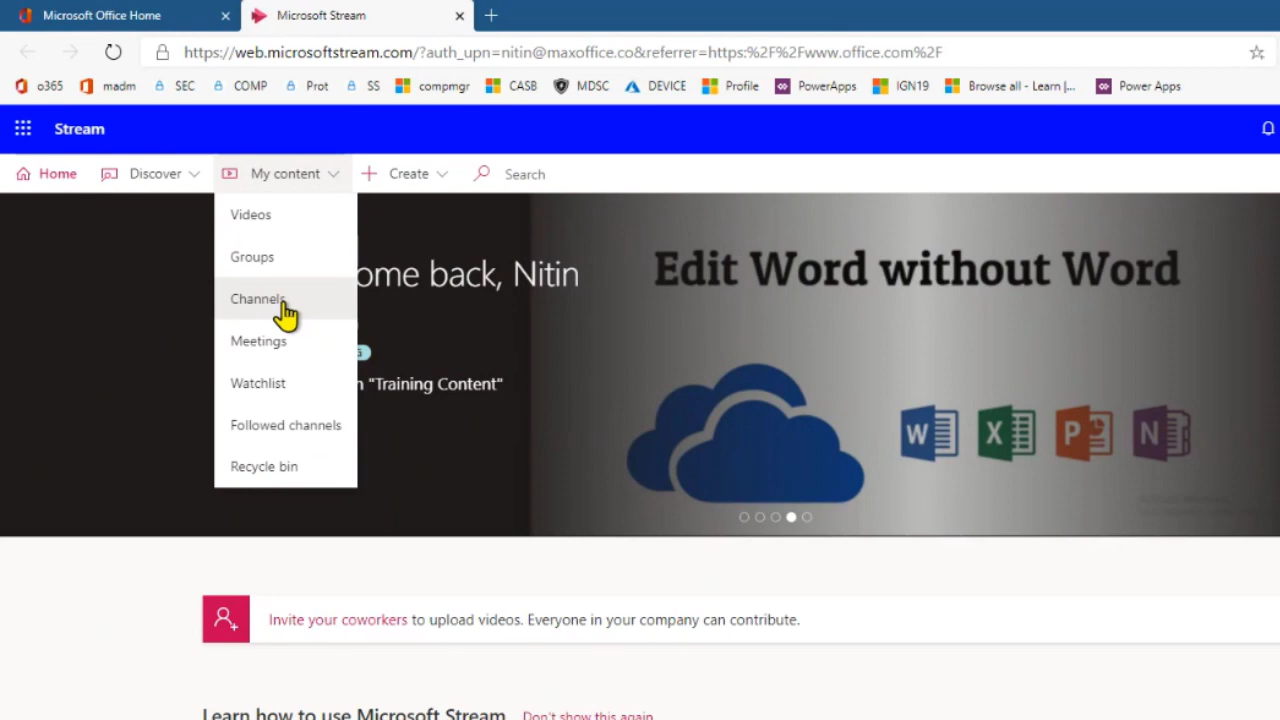 Microsoft Office Home
Microsoft Stream
https://web.microsoftstream.com/?auth_upn=nitin@maxoffice.co&referrer=https:%2F%2Fwww.office.com%2F
o365 madm SEC COMP Prot SS compmgr CASB MDSC DEVICE Profile PowerApps IGN19 Browse all - Learn |... Power Apps
Stream
Home Discover My content Create Search
Videos
Groups
Channels
Meetings
Watchlist
Followed channels
Recycle bin
ome back, Nitin
"Training Content"
Edit Word without Word
W X P N
Invite your coworkers to upload videos. Everyone in your company can contribute.
Learn how to use Microsoft Stream Don't show this again